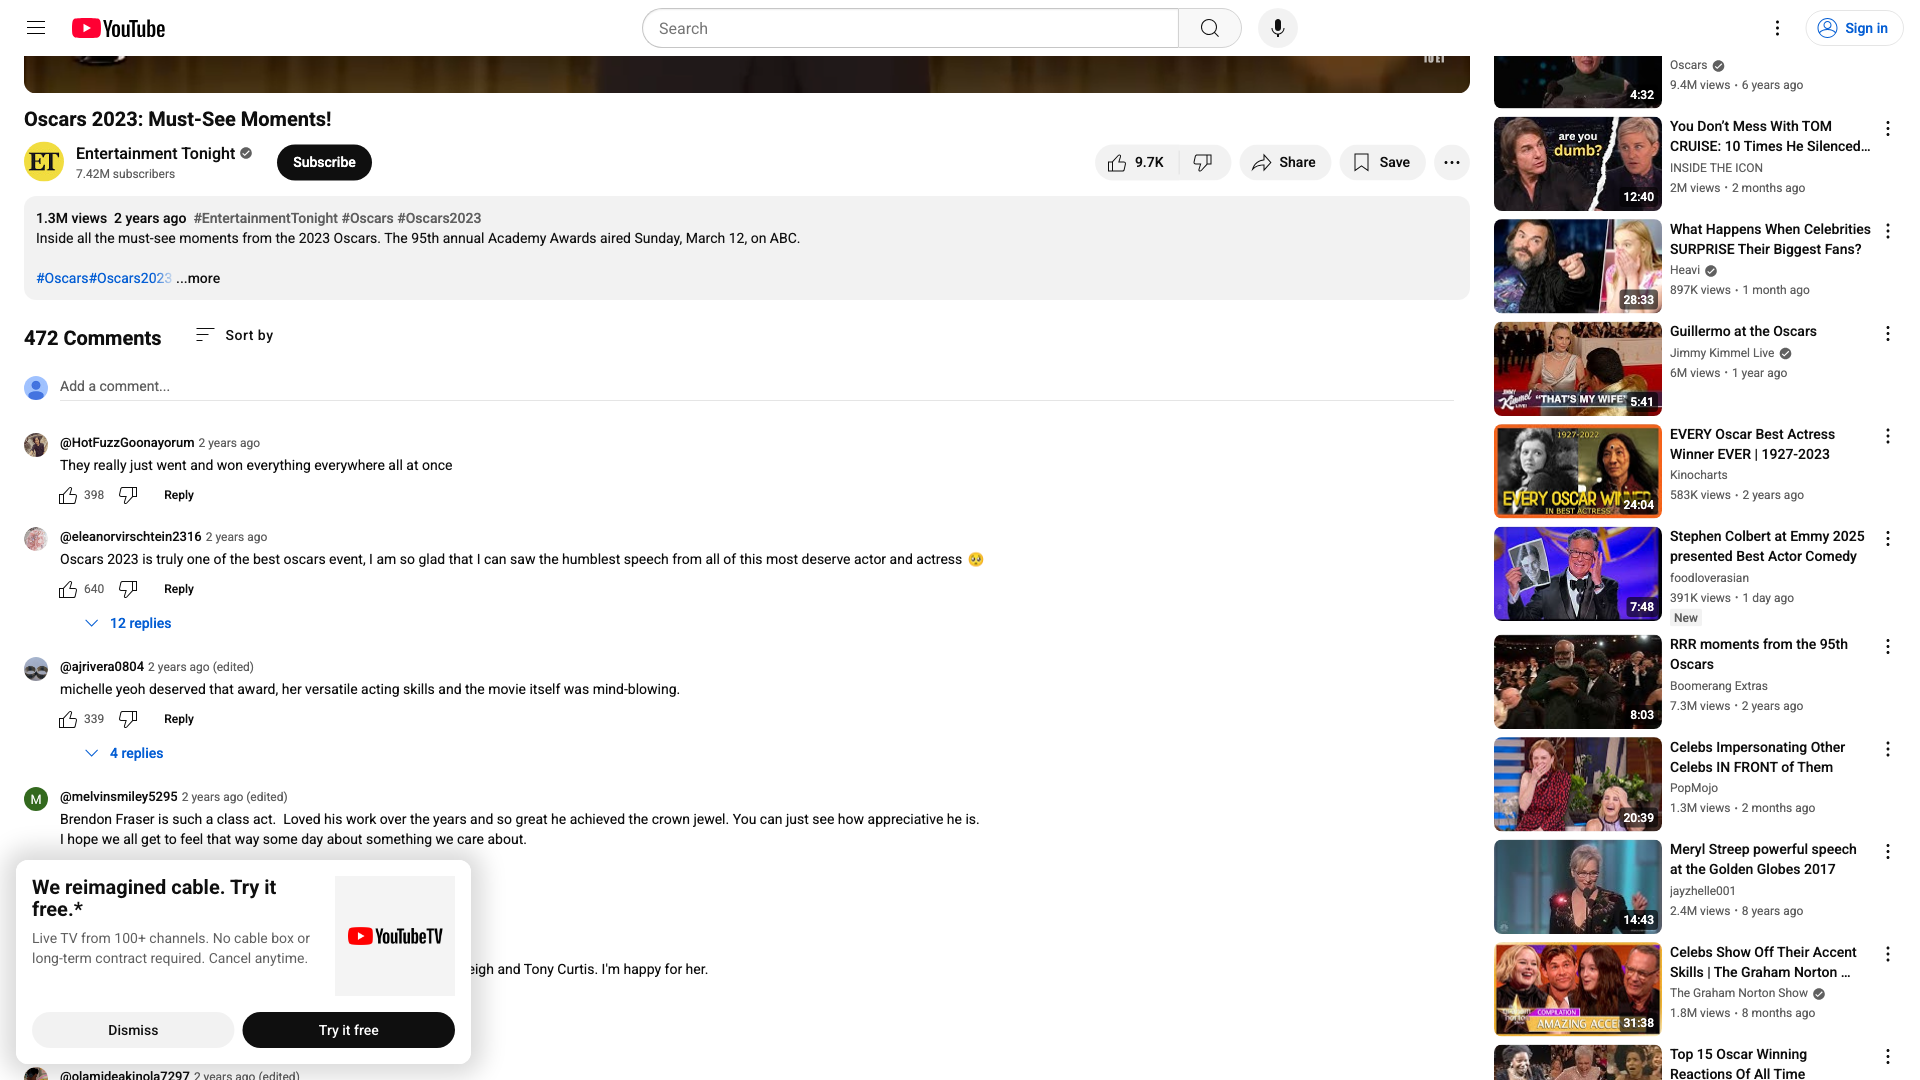 YouTube
Search
Sign in
Oscars 2023: Must-See Moments!
ET
Entertainment Tonight
7.42M subscribers
Subscribe
9.7K
Share
Save
1.3M views 2 years ago #EntertainmentTonight #Oscars #Oscars2023
Inside all the must-see moments from the 2023 Oscars. The 95th annual Academy Awards aired Sunday, March 12, on ABC.
#Oscars#Oscars2023 ...more
472 Comments
Sort by
Add a comment...
@HotFuzzGoonayorum 2 years ago
They really just went and won everything everywhere all at once
398
Reply
@eleanorvirschtein2316 2 years ago
Oscars 2023 is truly one of the best oscars event, I am so glad that I can saw the humblest speech from all of this most deserve actor and actress 🥺
640
Reply
12 replies
@ajrivera0804 2 years ago (edited)
michelle yeoh deserved that award, her versatile acting skills and the movie itself was mind-blowing.
339
Reply
4 replies
M
@melvinsmiley5295 2 years ago (edited)
Brendon Fraser is such a class act.  Loved his work over the years and so great he achieved the crown jewel. You can just see how appreciative he is.
I hope we all get to feel that way some day about something we care about.
eigh and Tony Curtis. I'm happy for her.
We reimagined cable. Try it
free.*
Live TV from 100+ channels. No cable box or
long-term contract required. Cancel anytime.
YouTubeTV
Dismiss
Try it free
@olamideakinola7297 2 years ago (edited)
4:32
Oscars
9.4M views • 6 years ago
are you
dumb?
12:40
You Don’t Mess With TOM
CRUISE: 10 Times He Silenced...
INSIDE THE ICON
2M views • 2 months ago
28:33
What Happens When Celebrities
SURPRISE Their Biggest Fans?
Heavi
897K views • 1 month ago
JIMMY
Kimmel
LIVE!
"THAT'S MY WIFE"
5:41
Guillermo at the Oscars
Jimmy Kimmel Live
6M views • 1 year ago
1927-2022
EVERY OSCAR WINNER
IN BEST ACTRESS
24:04
EVERY Oscar Best Actress
Winner EVER | 1927-2023
Kinocharts
583K views • 2 years ago
7:48
Stephen Colbert at Emmy 2025
presented Best Actor Comedy
foodloverasian
391K views • 1 day ago
New
8:03
RRR moments from the 95th
Oscars
Boomerang Extras
7.3M views • 2 years ago
20:39
Celebs Impersonating Other
Celebs IN FRONT of Them
PopMojo
1.3M views • 2 months ago
14:43
Meryl Streep powerful speech
at the Golden Globes 2017
jayzhelle001
2.4M views • 8 years ago
COMPILATION
AMAZING ACCE
31:38
Celebs Show Off Their Accent
Skills | The Graham Norton ...
The Graham Norton Show
1.8M views • 8 months ago
Top 15 Oscar Winning
Reactions Of All Time